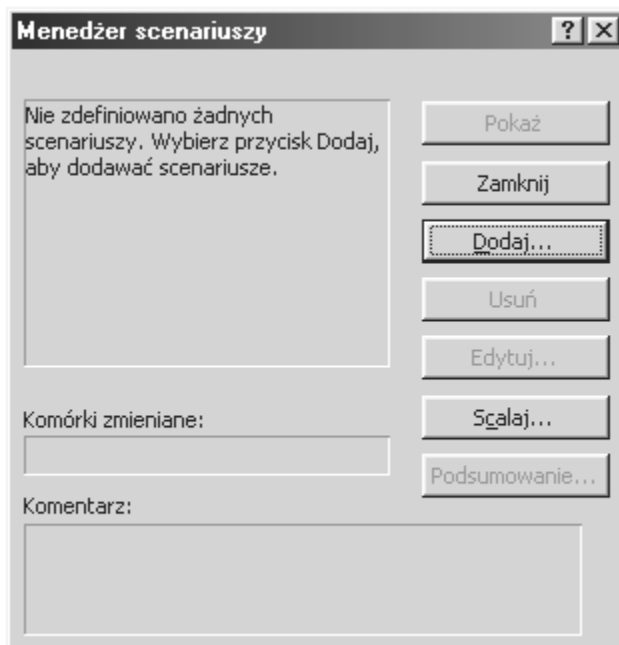 Menedżer scenariuszy
Nie zdefiniowano żadnych
scenariuszy. Wybierz przycisk Dodaj,
aby dodawać scenariusze.
Pokaż
Zamknij
Dodaj...
Usuń
Edytuj...
Komórki zmieniane:
Scalaj...
Podsumowanie...
Komentarz: